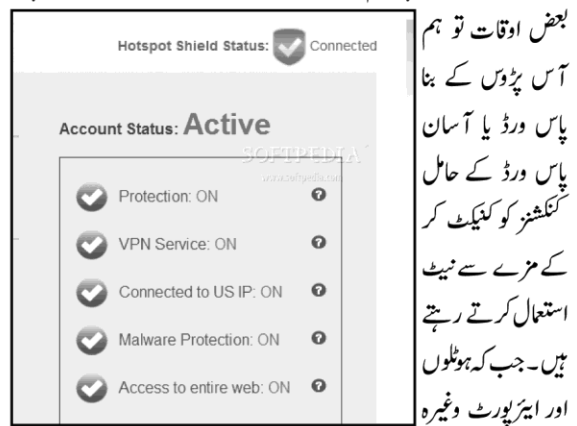 Hotspot Shield Status: Connected
Account Status: Active
SOFTPEDIA
www.softpedia.com
Protection: ON
VPN Service: ON
Connected to US IP: ON
Malware Protection: ON
Access to entire web: ON
بعض اوقات تو ہم
آس پڑوس کے بنا
پاس ورڈ یا آسان
پاس ورڈ کے حامل
کنکشنز کو کنیکٹ کر
کے مزے سے نیٹ
استعمال کرتے رہتے
ہیں۔ جب کہ ہوٹلوں
اور ایئرپورٹ وغیرہ